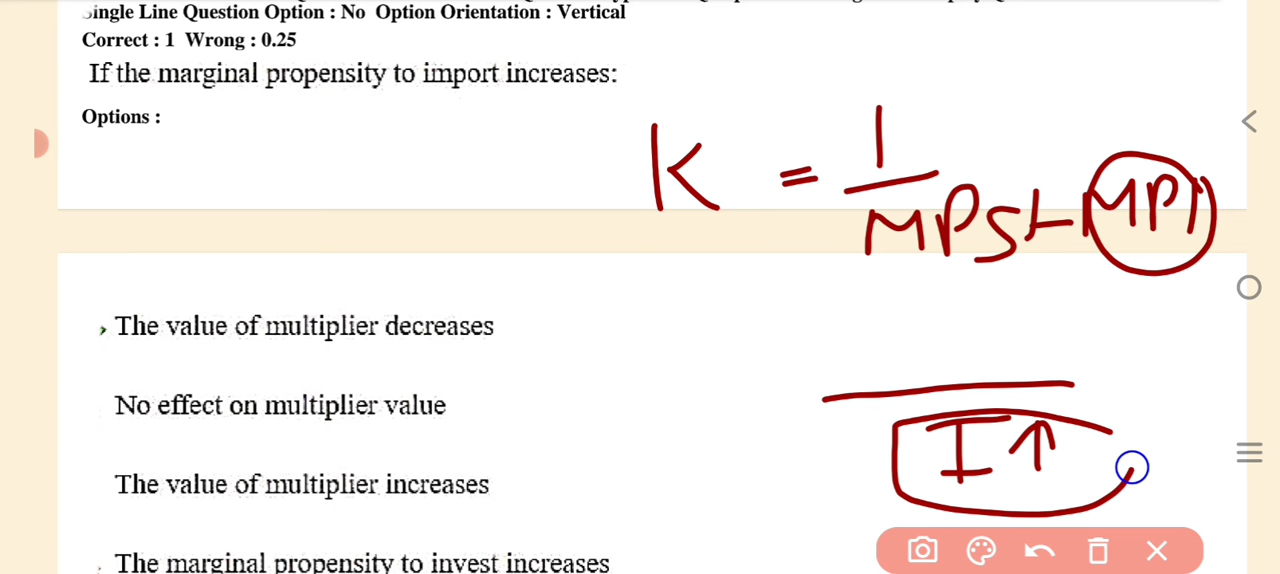 Single Line Question Option : No Option Orientation : Vertical
Correct : 1 Wrong : 0.25
If the marginal propensity to import increases:
Options :
K = 1
MPS + MPI
The value of multiplier decreases
No effect on multiplier value
I ↑
The value of multiplier increases
The marginal propensity to invest increases